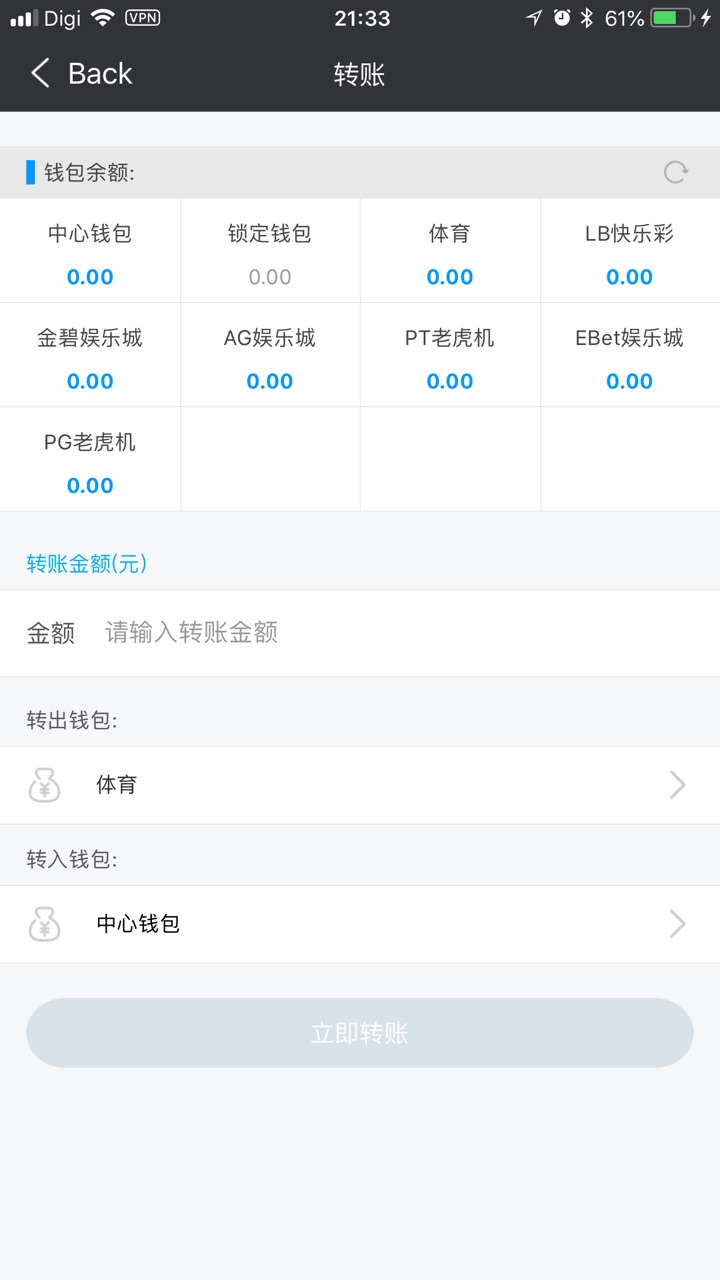 Digi VPN 21:33 61%
Back 转账
钱包余额:
中心钱包 锁定钱包 体育 LB快乐彩
0.00 0.00 0.00 0.00
金碧娱乐城 AG娱乐城 PT老虎机 EBet娱乐城
0.00 0.00 0.00 0.00
PG老虎机
0.00
转账金额(元)
金额 请输入转账金额
转出钱包:
体育
转入钱包:
中心钱包
立即转账